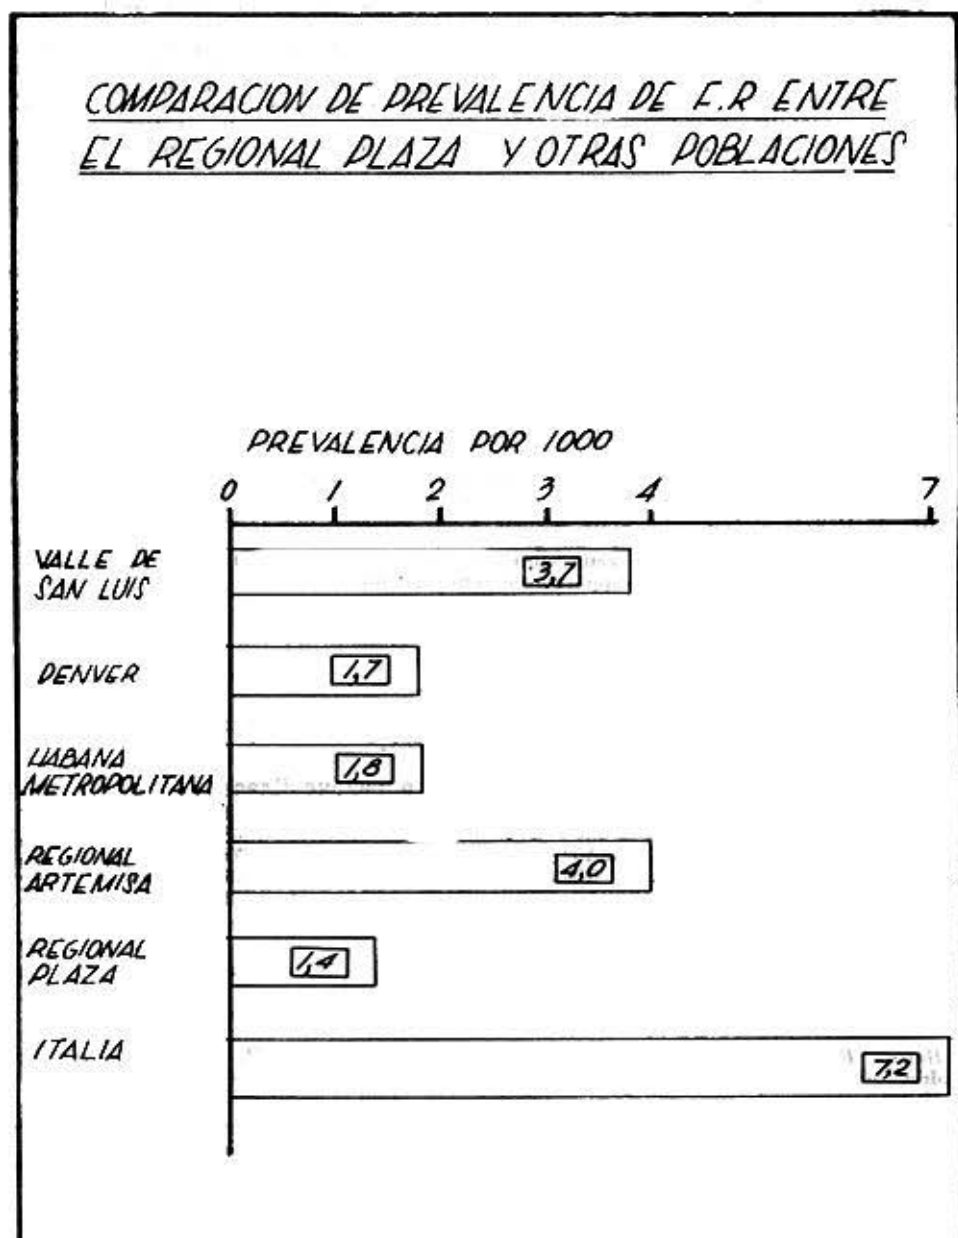 COMPARACION DE PREVALENCIA DE F.R ENTRE
EL REGIONAL PLAZA Y OTRAS POBLACIONES
PREVALENCIA POR 1000
0 1 2 3 4 7
VALLE DE
SAN LUIS
3,7
DENVER
1,7
HABANA
METROPOLITANA
1,8
REGIONAL
ARTEMISA
4,0
REGIONAL
PLAZA
1,4
ITALIA
7,2